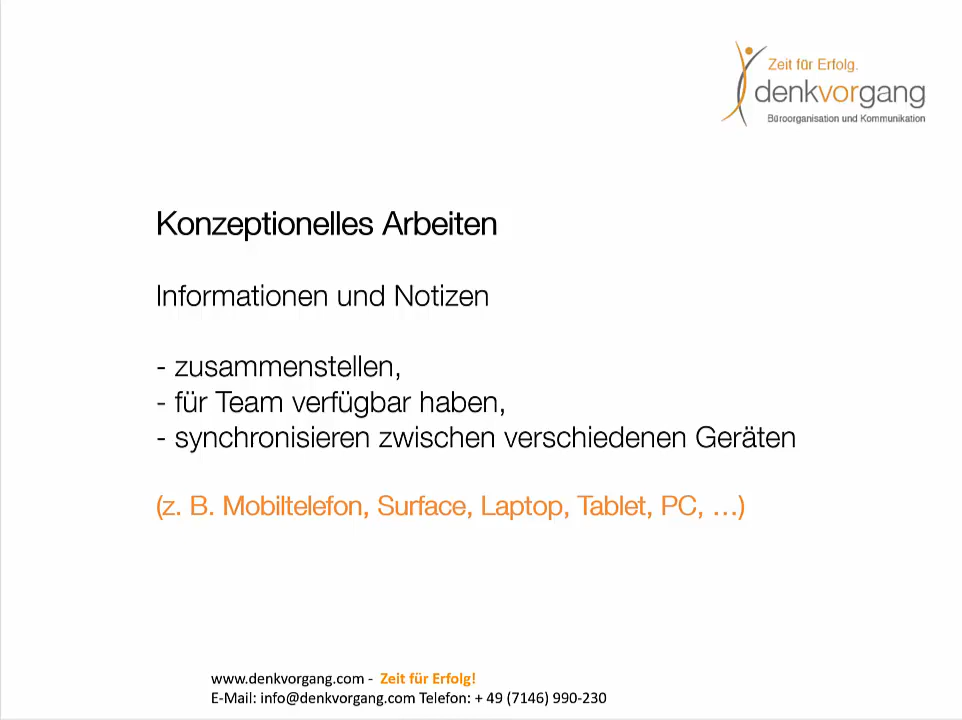 Zeit für Erfolg.
denkvorgang
Büroorganisation und Kommunikation
Konzeptionelles Arbeiten
Informationen und Notizen
- zusammenstellen,
- für Team verfügbar haben,
- synchronisieren zwischen verschiedenen Geräten
(z. B. Mobiltelefon, Surface, Laptop, Tablet, PC, …)
www.denkvorgang.com - Zeit für Erfolg!
E-Mail: info@denkvorgang.com Telefon: + 49 (7146) 990-230